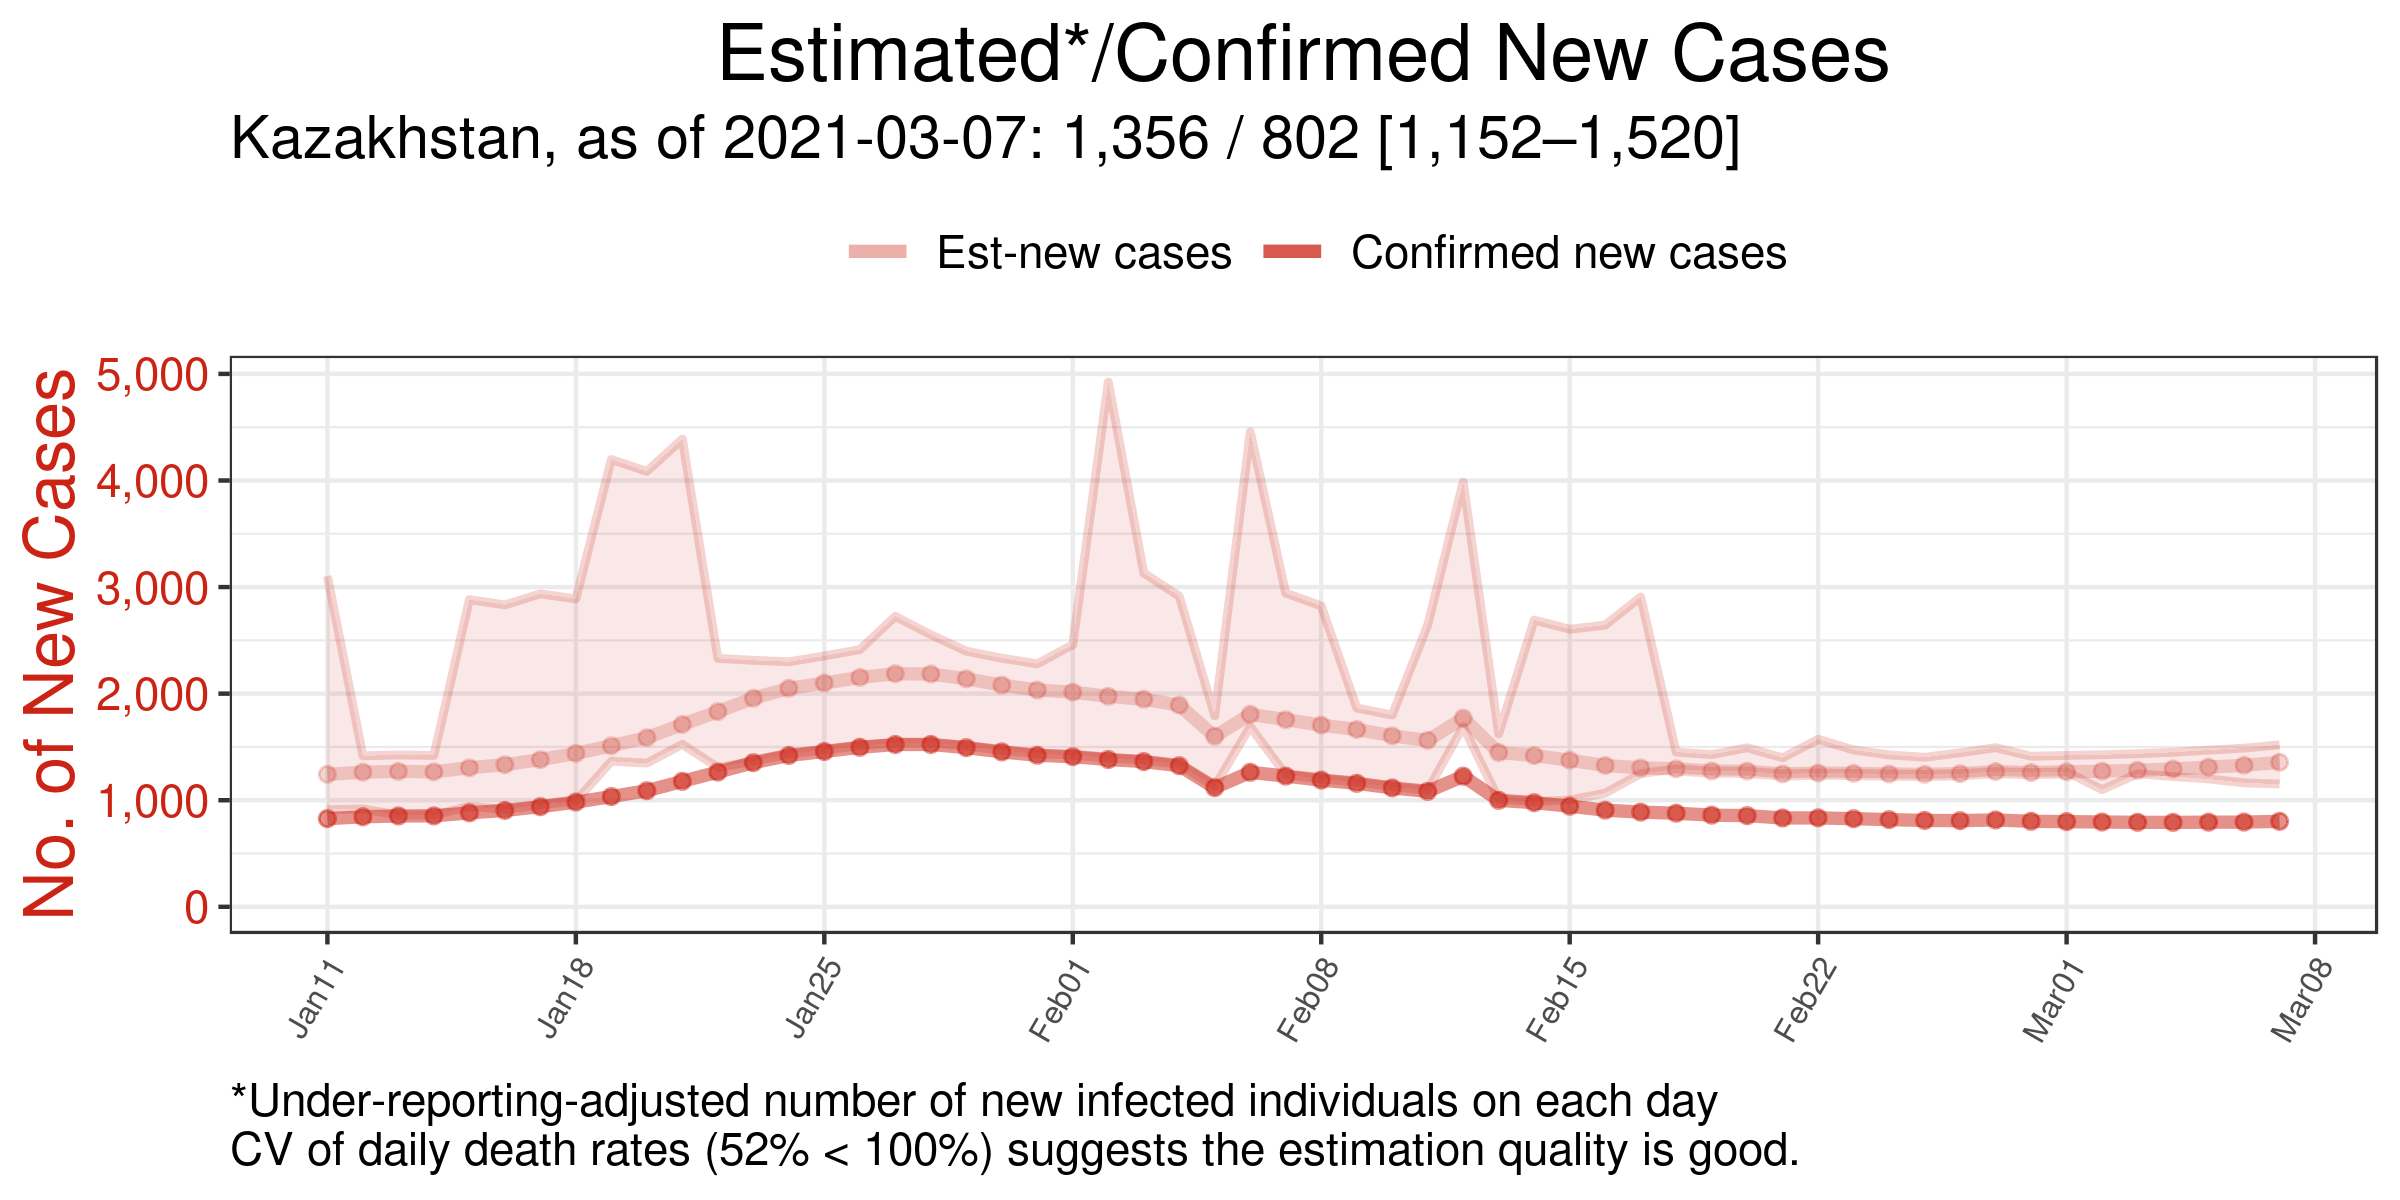 Estimated*/Confirmed New Cases
Kazakhstan, as of 2021-03-07: 1,356 / 802 [1,152–1,520]
Est-new cases
Confirmed new cases
No. of New Cases
5,000
4,000
3,000
2,000
1,000
0
Jan11
Jan18
Jan25
Feb01
Feb08
Feb15
Feb22
Mar01
Mar08
*Under-reporting-adjusted number of new infected individuals on each day
CV of daily death rates (52% < 100%) suggests the estimation quality is good.